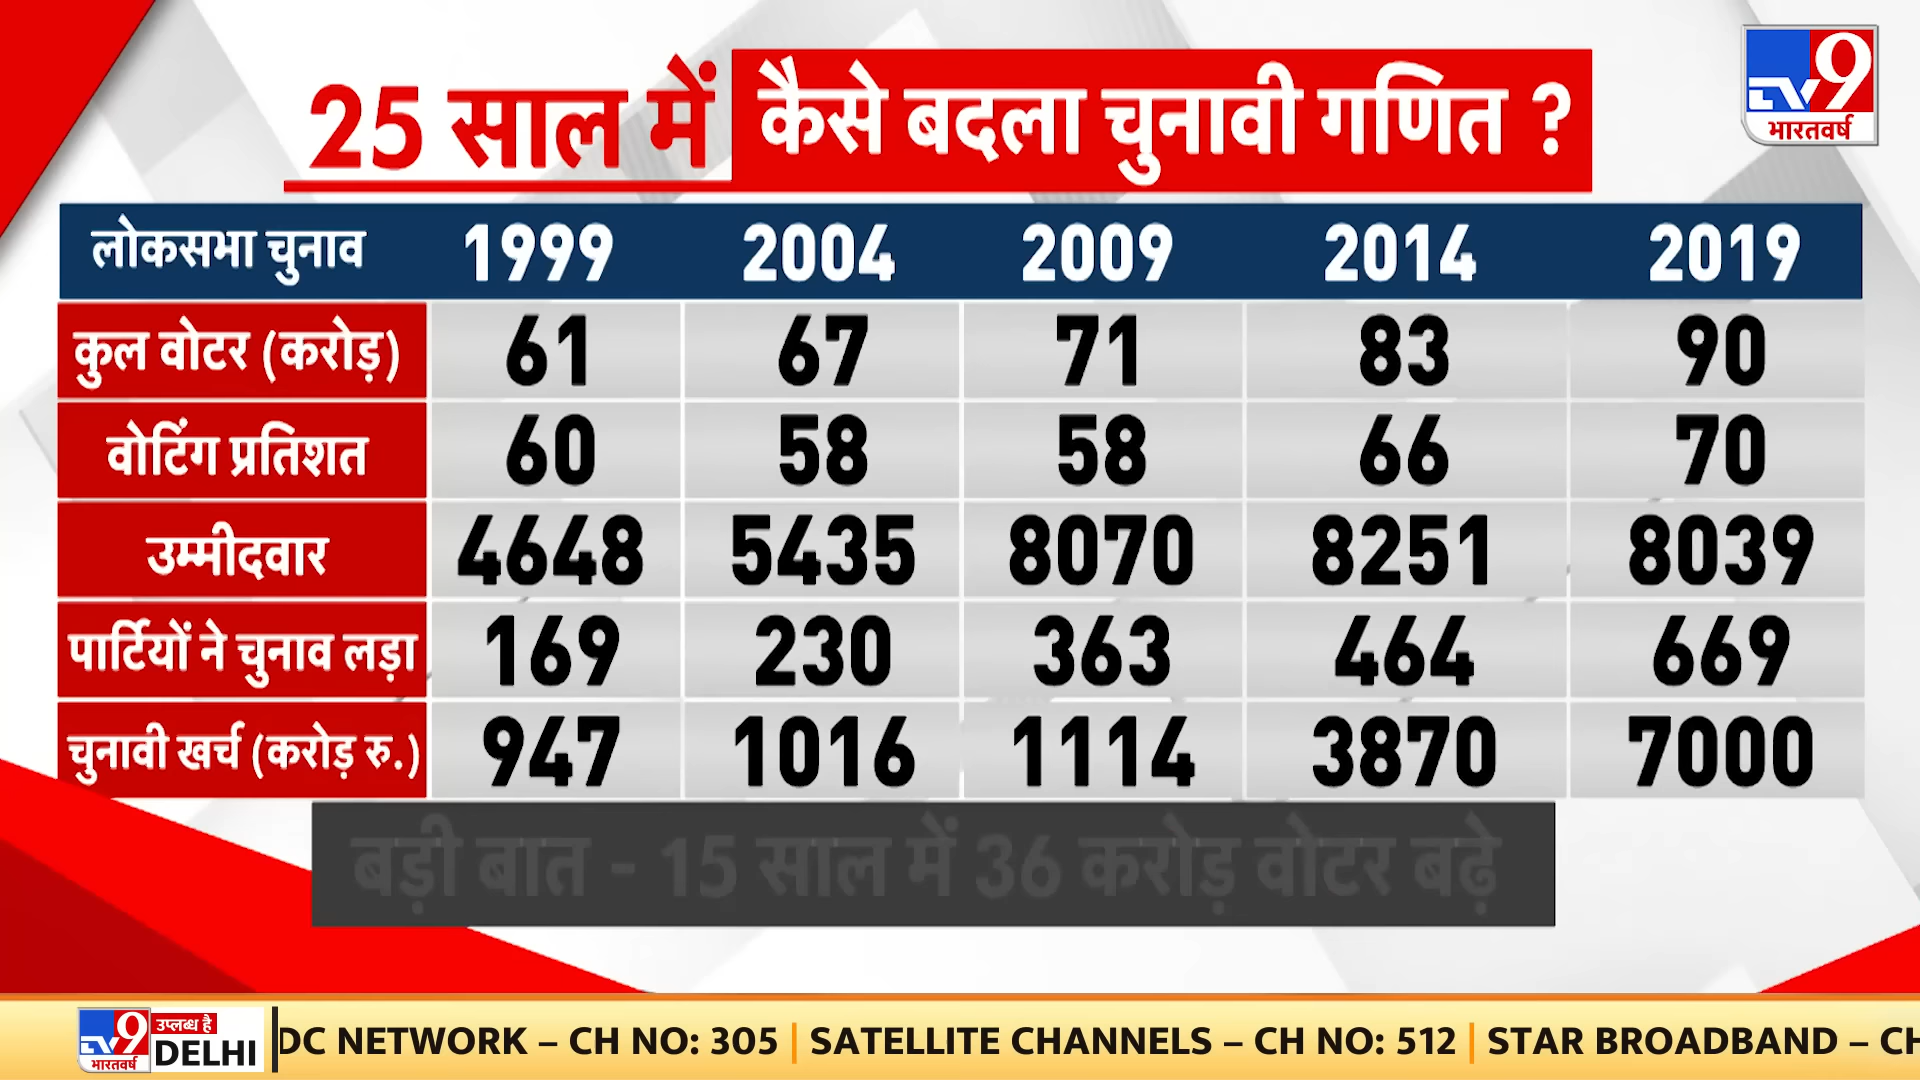 25 साल में कैसे बदला चुनावी गणित ?
TV9
भारतवर्ष
लोकसभा चुनाव 1999 2004 2009 2014 2019
कुल वोटर (करोड़) 61 67 71 83 90
वोटिंग प्रतिशत 60 58 58 66 70
उम्मीदवार 4648 5435 8070 8251 8039
पार्टियों ने चुनाव लड़ा 169 230 363 464 669
चुनावी खर्च (करोड़ रु.) 947 1016 1114 3870 7000
बड़ी बात - 15 साल में 36 करोड़ वोटर बढ़े
TV9 भारतवर्ष उप्लब्ध है DELHI DC NETWORK – CH NO: 305 | SATELLITE CHANNELS – CH NO: 512 | STAR BROADBAND – CH